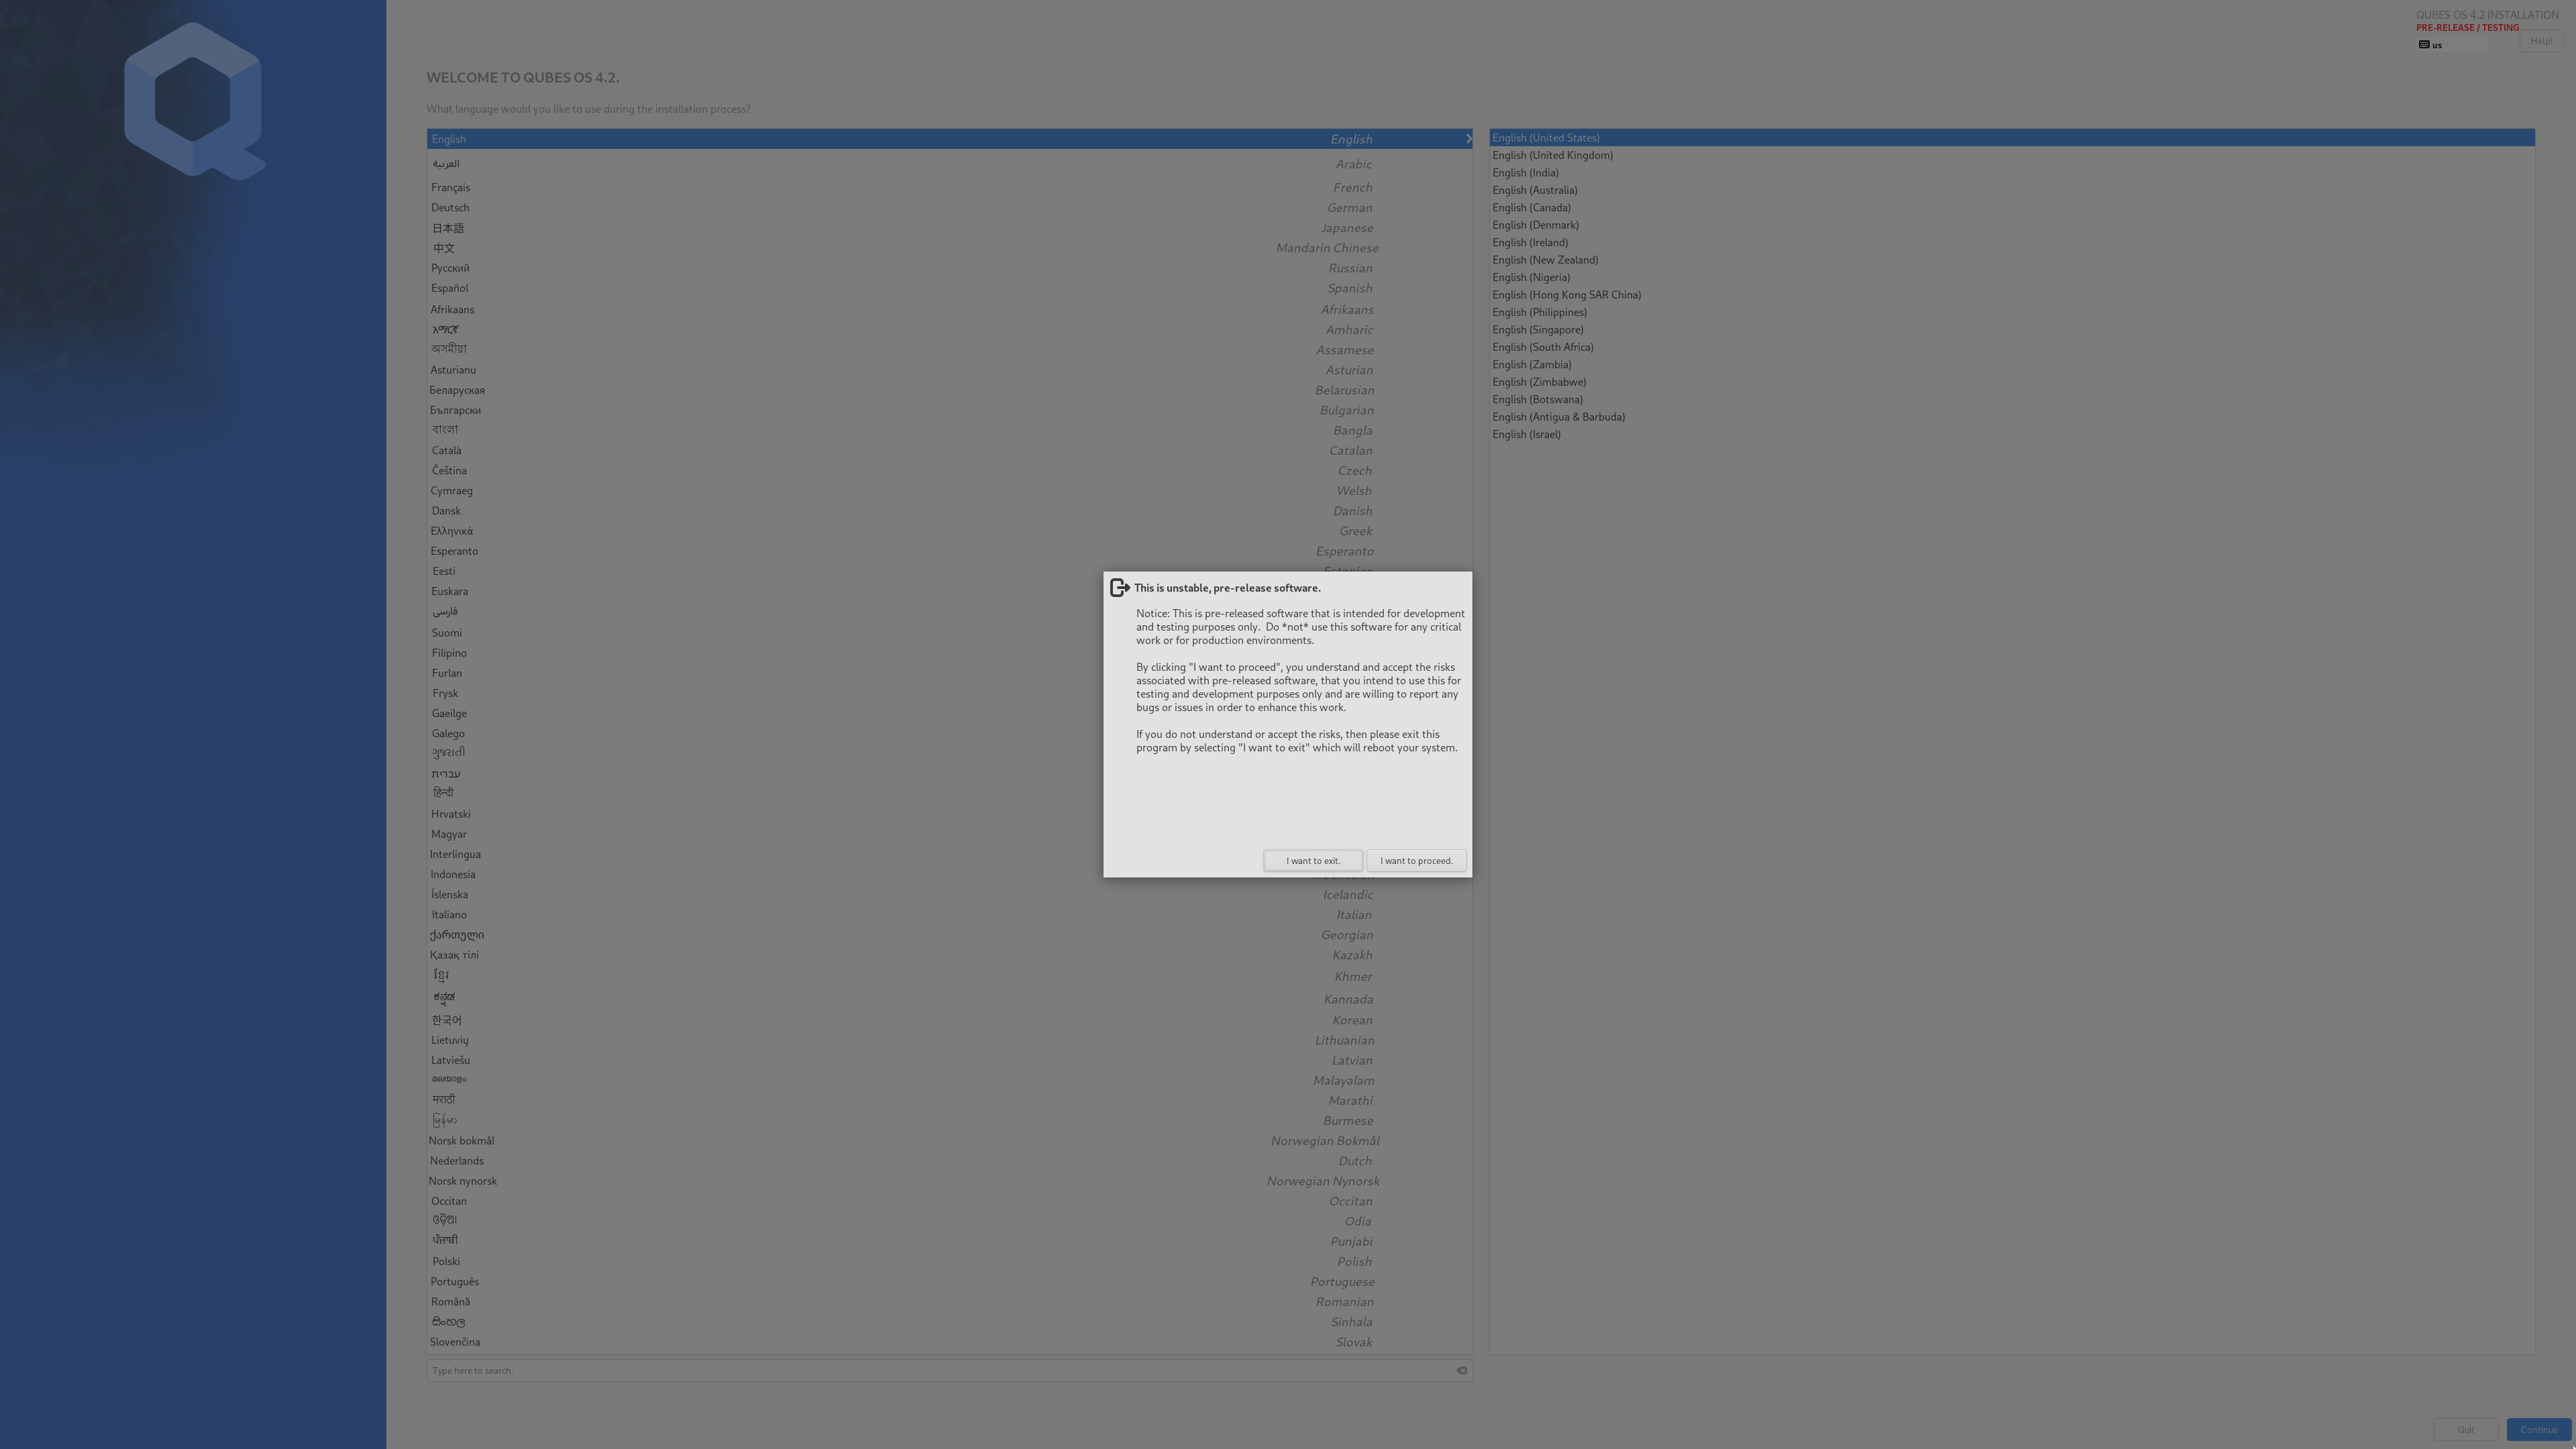 QUBES OS 4.2 INSTALLATION
PRE-RELEASE / TESTING
us
Help!
WELCOME TO QUBES OS 4.2.
What language would you like to use during the installation process?
English English
العربية Arabic
Français French
Deutsch German
日本語 Japanese
中文 Mandarin Chinese
Русский Russian
Español Spanish
Afrikaans Afrikaans
አማርኛ Amharic
অসমীয়া Assamese
Asturianu Asturian
Беларуская Belarusian
Български Bulgarian
বাংলা Bangla
Català Catalan
Čeština Czech
Cymraeg Welsh
Dansk Danish
Ελληνικά Greek
Esperanto Esperanto
Eesti Estonian
Euskara
فارسی
Suomi
Filipino
Furlan
Frysk
Gaeilge
Galego
ગુજરાતી
עברית
हिन्दी
Hrvatski
Magyar
Interlingua
Indonesia
Íslenska Icelandic
Italiano Italian
ქართული Georgian
Қазақ тілі Kazakh
ខ្មែរ Khmer
ಕನ್ನಡ Kannada
한국어 Korean
Lietuvių Lithuanian
Latviešu Latvian
മലയാളം Malayalam
मराठी Marathi
မြန်မာ Burmese
Norsk bokmål Norwegian Bokmål
Nederlands Dutch
Norsk nynorsk Norwegian Nynorsk
Occitan Occitan
ଓଡ଼ିଆ Odia
ਪੰਜਾਬੀ Punjabi
Polski Polish
Português Portuguese
Română Romanian
සිංහල Sinhala
Slovenčina Slovak
Type here to search.
English (United States)
English (United Kingdom)
English (India)
English (Australia)
English (Canada)
English (Denmark)
English (Ireland)
English (New Zealand)
English (Nigeria)
English (Hong Kong SAR China)
English (Philippines)
English (Singapore)
English (South Africa)
English (Zambia)
English (Zimbabwe)
English (Botswana)
English (Antigua & Barbuda)
English (Israel)
This is unstable, pre-release software.
Notice: This is pre-released software that is intended for development
and testing purposes only.  Do *not* use this software for any critical
work or for production environments.
By clicking "I want to proceed", you understand and accept the risks
associated with pre-released software, that you intend to use this for
testing and development purposes only and are willing to report any
bugs or issues in order to enhance this work.
If you do not understand or accept the risks, then please exit this
program by selecting "I want to exit" which will reboot your system.
I want to exit. I want to proceed.
Quit Continue